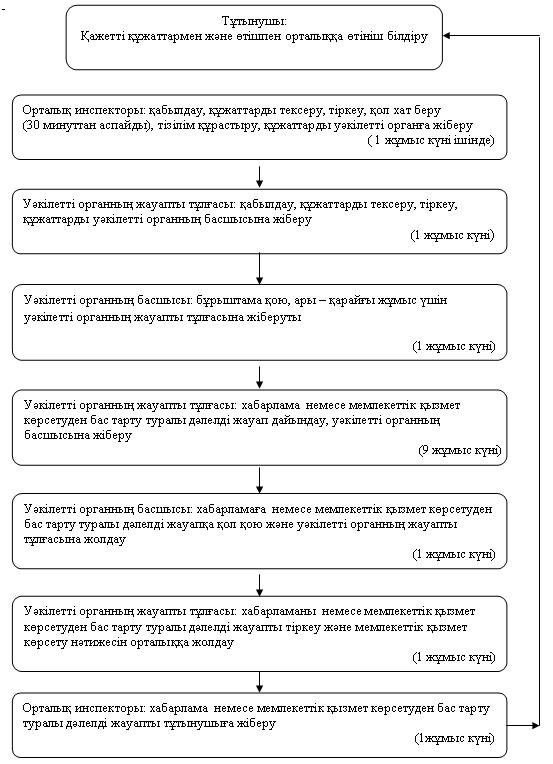 -
Тұтынушы:
Қажетті құжаттармен және өтішпен орталыққа өтініш білдіру
Орталық инспекторы: қабылдау, құжаттарды тексеру, тіркеу, қол хат беру
(30 минуттан аспайды), тізілім құрастыру, құжаттарды уәкілетті органға жіберу
( 1 жұмыс күні ішінде)
Уәкілетті органның жауапты тұлғасы: қабылдау, құжаттарды тексеру, тіркеу,
құжаттарды уәкілетті органның басшысына жіберу
(1 жұмыс күні)
Уәкілетті органның басшысы: бұрыштама қою, ары – қарайғы жұмыс үшін
уәкілетті органның жауапты тұлғасына жіберуты
(1 жұмыс күні)
Уәкілетті органның жауапты тұлғасы: хабарлама немесе мемлекеттік қызмет
көрсетуден бас тарту туралы дәлелді жауап дайындау, уәкілетті органның
басшысына жіберу
(9 жұмыс күні)
Уәкілетті органның басшысы: хабарламаға немесе мемлекеттік қызмет көрсетуден
бас тарту туралы дәлелді жауапқа қол қою және уәкілетті органның жауапты
тұлғасына жолдау
(1 жұмыс күні)
Уәкілетті органның жауапты тұлғасы: хабарламаны немесе мемлекеттік қызмет
көрсетуден бас тарту туралы дәлелді жауапты тіркеу және мемлекеттік қызмет
көрсету нәтижесін орталыққа жолдау
(1 жұмыс күні)
Орталық инспекторы: хабарлама немесе мемлекеттік қызмет көрсетуден бас тарту
туралы дәлелді жауапты тұтынушыға жіберу
(1жұмыс күні)